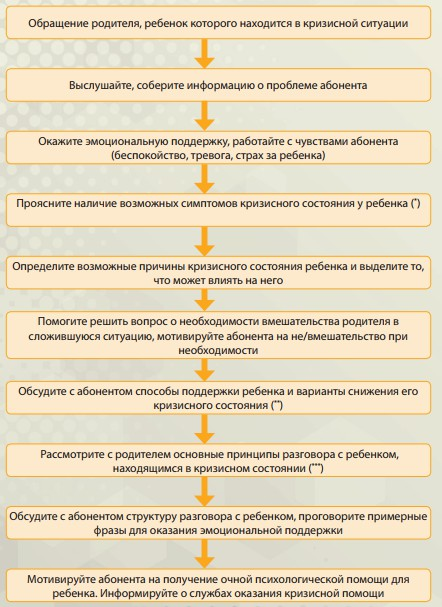 Обращение родителя, ребенок которого находится в кризисной ситуации
Выслушайте, соберите информацию о проблеме абонента
Окажите эмоциональную поддержку, работайте с чувствами абонента
(беспокойство, тревога, страх за ребенка)
Проясните наличие возможных симптомов кризисного состояния у ребенка (*)
Определите возможные причины кризисного состояния ребенка и выделите то,
что может влиять на него
Помогите решить вопрос о необходимости вмешательства родителя в
сложившуюся ситуацию, мотивируйте абонента на не/вмешательство при
необходимости
Обсудите с абонентом способы поддержки ребенка и варианты снижения его
кризисного состояния (**)
Рассмотрите с родителем основные принципы разговора с ребенком,
находящимся в кризисном состоянии (***)
Обсудите с абонентом структуру разговора с ребенком, проговорите примерные
фразы для оказания эмоциональной поддержки
Мотивируйте абонента на получение очной психологической помощи для
ребенка. Информируйте о службах оказания кризисной помощи